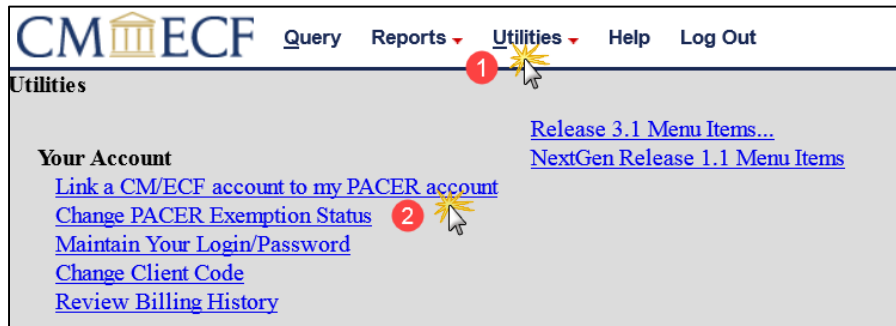 CM ECF Query Reports Utilities Help Log Out
1
Utilities
Release 3.1 Menu Items...
Your Account
NextGen Release 1.1 Menu Items
Link a CM/ECF account to my PACER account
Change PACER Exemption Status 2
Maintain Your Login/Password
Change Client Code
Review Billing History